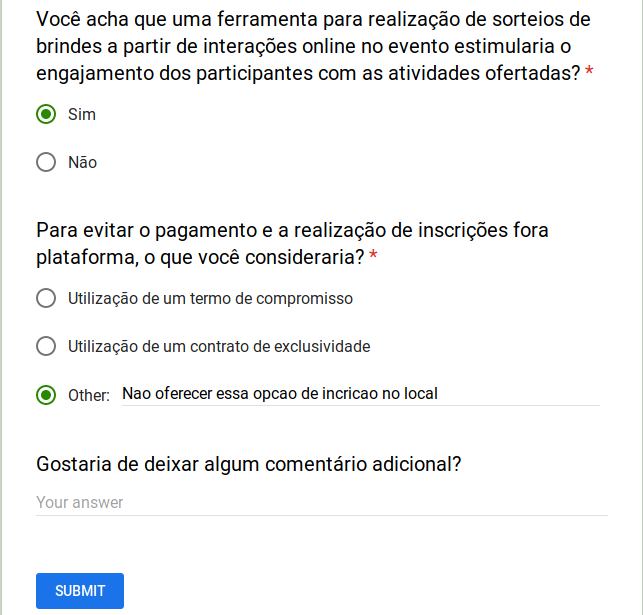 Você acha que uma ferramenta para realização de sorteios de
brindes a partir de interações online no evento estimularia o
engajamento dos participantes com as atividades ofertadas? *
Sim
Não
Para evitar o pagamento e a realização de inscrições fora
plataforma, o que você consideraria? *
Utilização de um termo de compromisso
Utilização de um contrato de exclusividade
Other: Nao oferecer essa opcao de incricao no local
Gostaria de deixar algum comentário adicional?
Your answer
SUBMIT